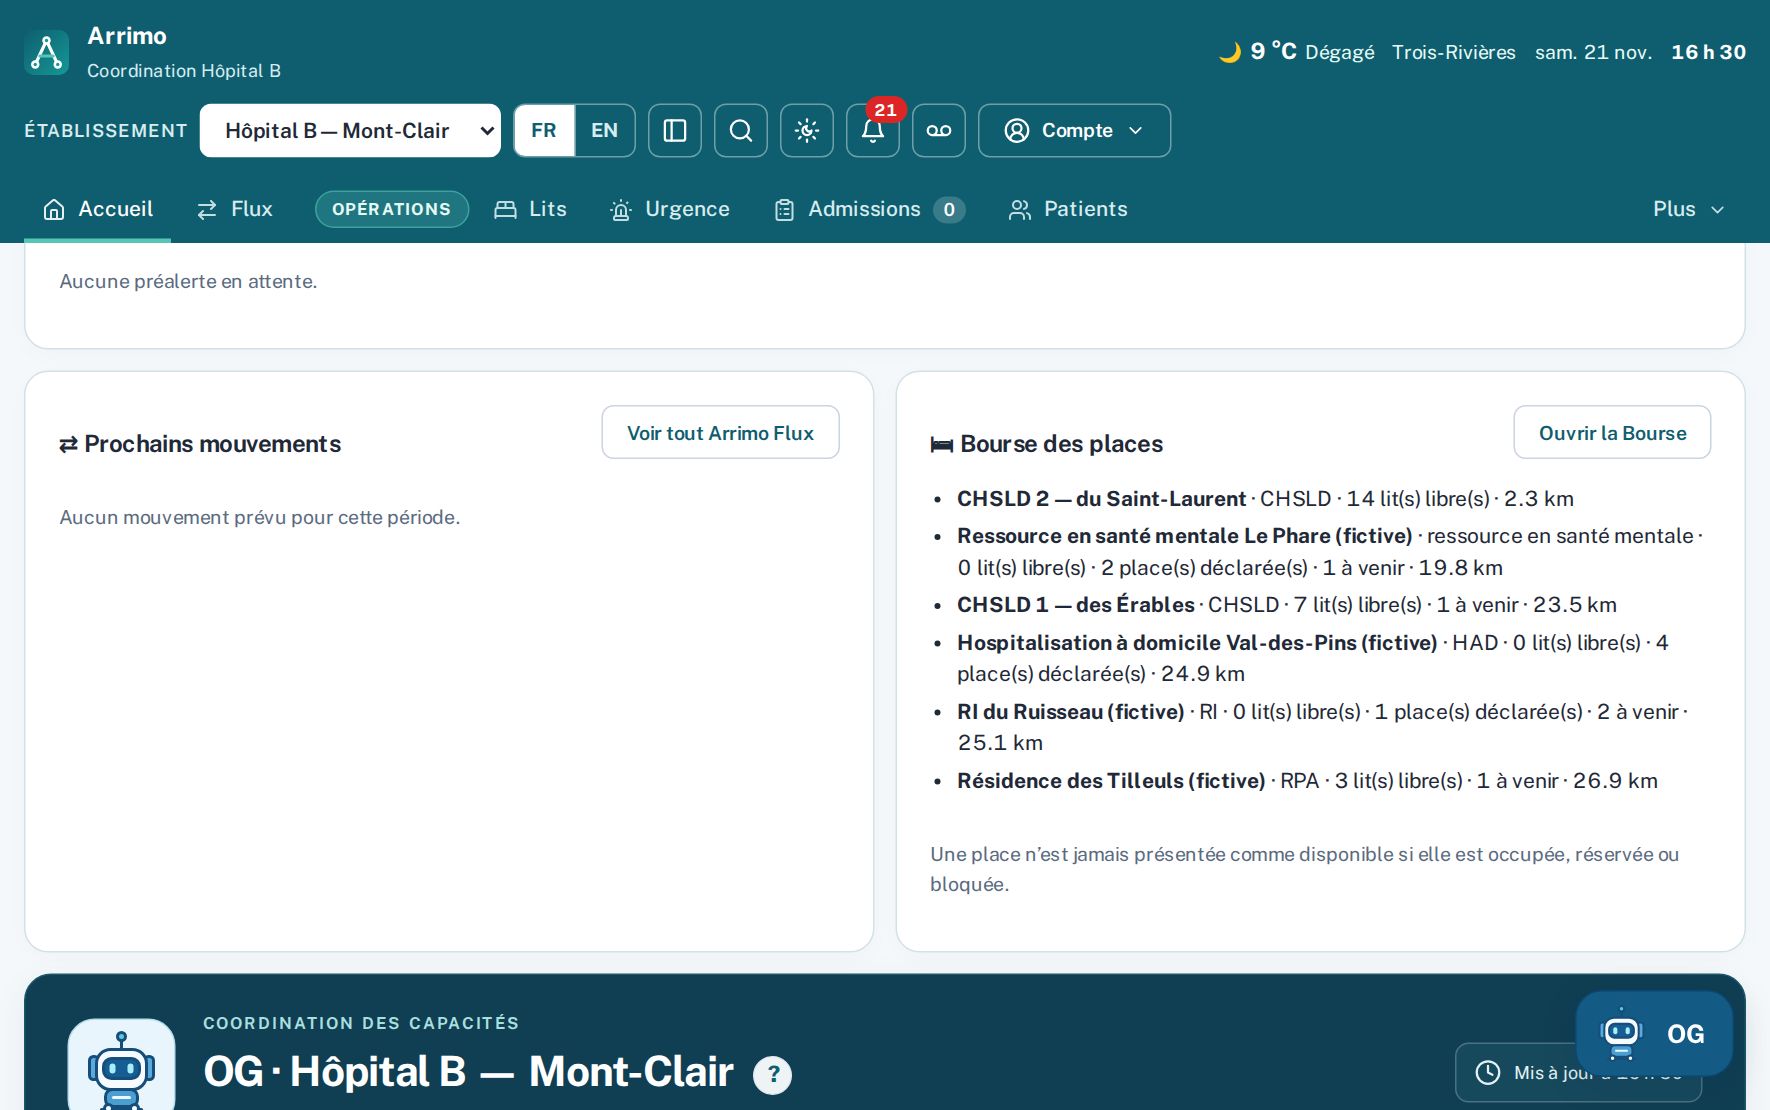 Arrimo
Coordination Hôpital B
9 °C Dégagé Trois-Rivières sam. 21 nov. 16 h 30
ÉTABLISSEMENT Hôpital B — Mont-Clair FR EN 21 Compte
Accueil Flux OPÉRATIONS Lits Urgence Admissions 0 Patients Plus
Aucune préalerte en attente.
⇄ Prochains mouvements
Voir tout Arrimo Flux
Aucun mouvement prévu pour cette période.
Bourse des places
Ouvrir la Bourse
• CHSLD 2 — du Saint-Laurent · CHSLD · 14 lit(s) libre(s) · 2.3 km
• Ressource en santé mentale Le Phare (fictive) · ressource en santé mentale ·
0 lit(s) libre(s) · 2 place(s) déclarée(s) · 1 à venir · 19.8 km
• CHSLD 1 — des Érables · CHSLD · 7 lit(s) libre(s) · 1 à venir · 23.5 km
• Hospitalisation à domicile Val-des-Pins (fictive) · HAD · 0 lit(s) libre(s) · 4
place(s) déclarée(s) · 24.9 km
• RI du Ruisseau (fictive) · RI · 0 lit(s) libre(s) · 1 place(s) déclarée(s) · 2 à venir ·
25.1 km
• Résidence des Tilleuls (fictive) · RPA · 3 lit(s) libre(s) · 1 à venir · 26.9 km
Une place n’est jamais présentée comme disponible si elle est occupée, réservée ou
bloquée.
COORDINATION DES CAPACITÉS
OG · Hôpital B — Mont-Clair ?
OG
Mis à jour